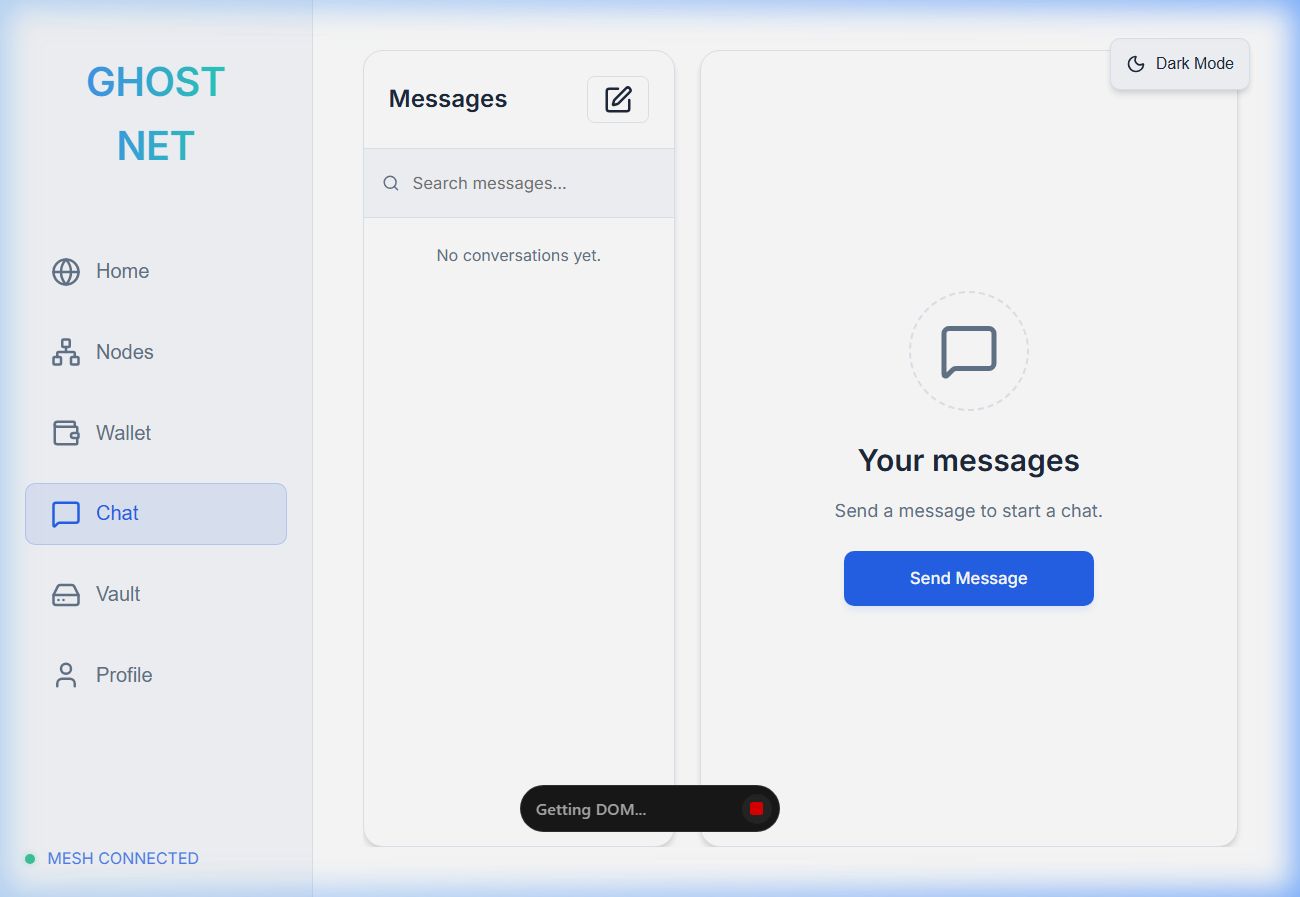 GHOST
NET
Home
Nodes
Wallet
Chat
Vault
Profile
MESH CONNECTED
Messages
Search messages...
No conversations yet.
Dark Mode
Your messages
Send a message to start a chat.
Send Message
Getting DOM...